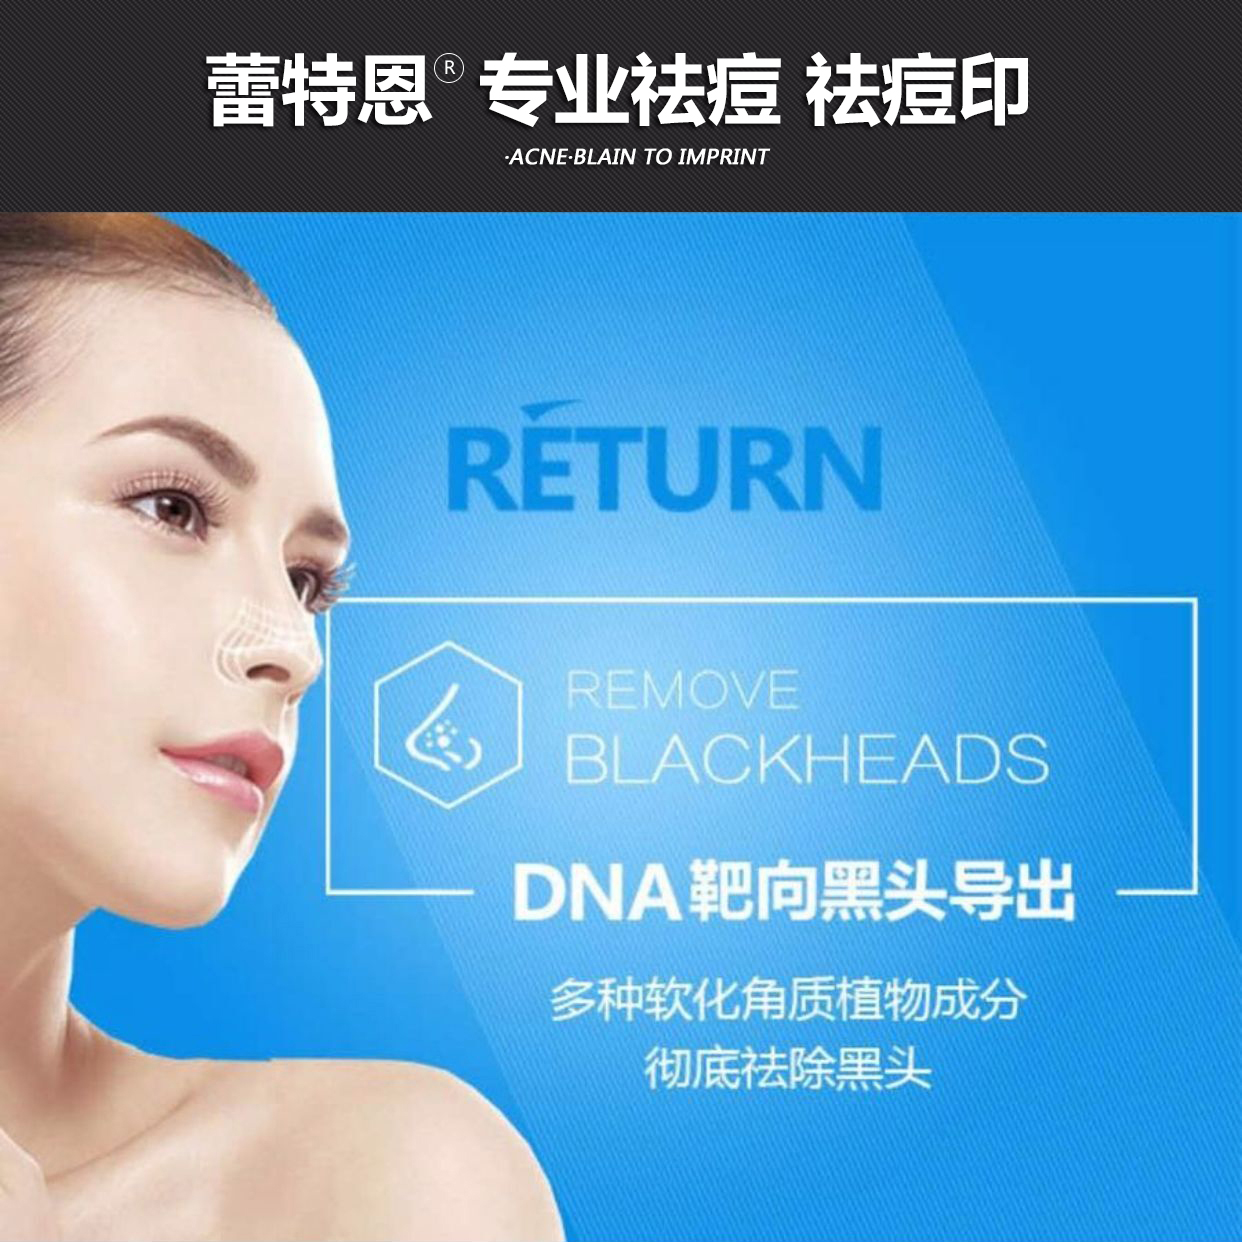 蕾特恩® 专业祛痘 祛痘印
·ACNE·BLAIN TO IMPRINT
RÉTURN
REMOVE
BLACKHEADS
DNA靶向黑头导出
多种软化角质植物成分
彻底祛除黑头